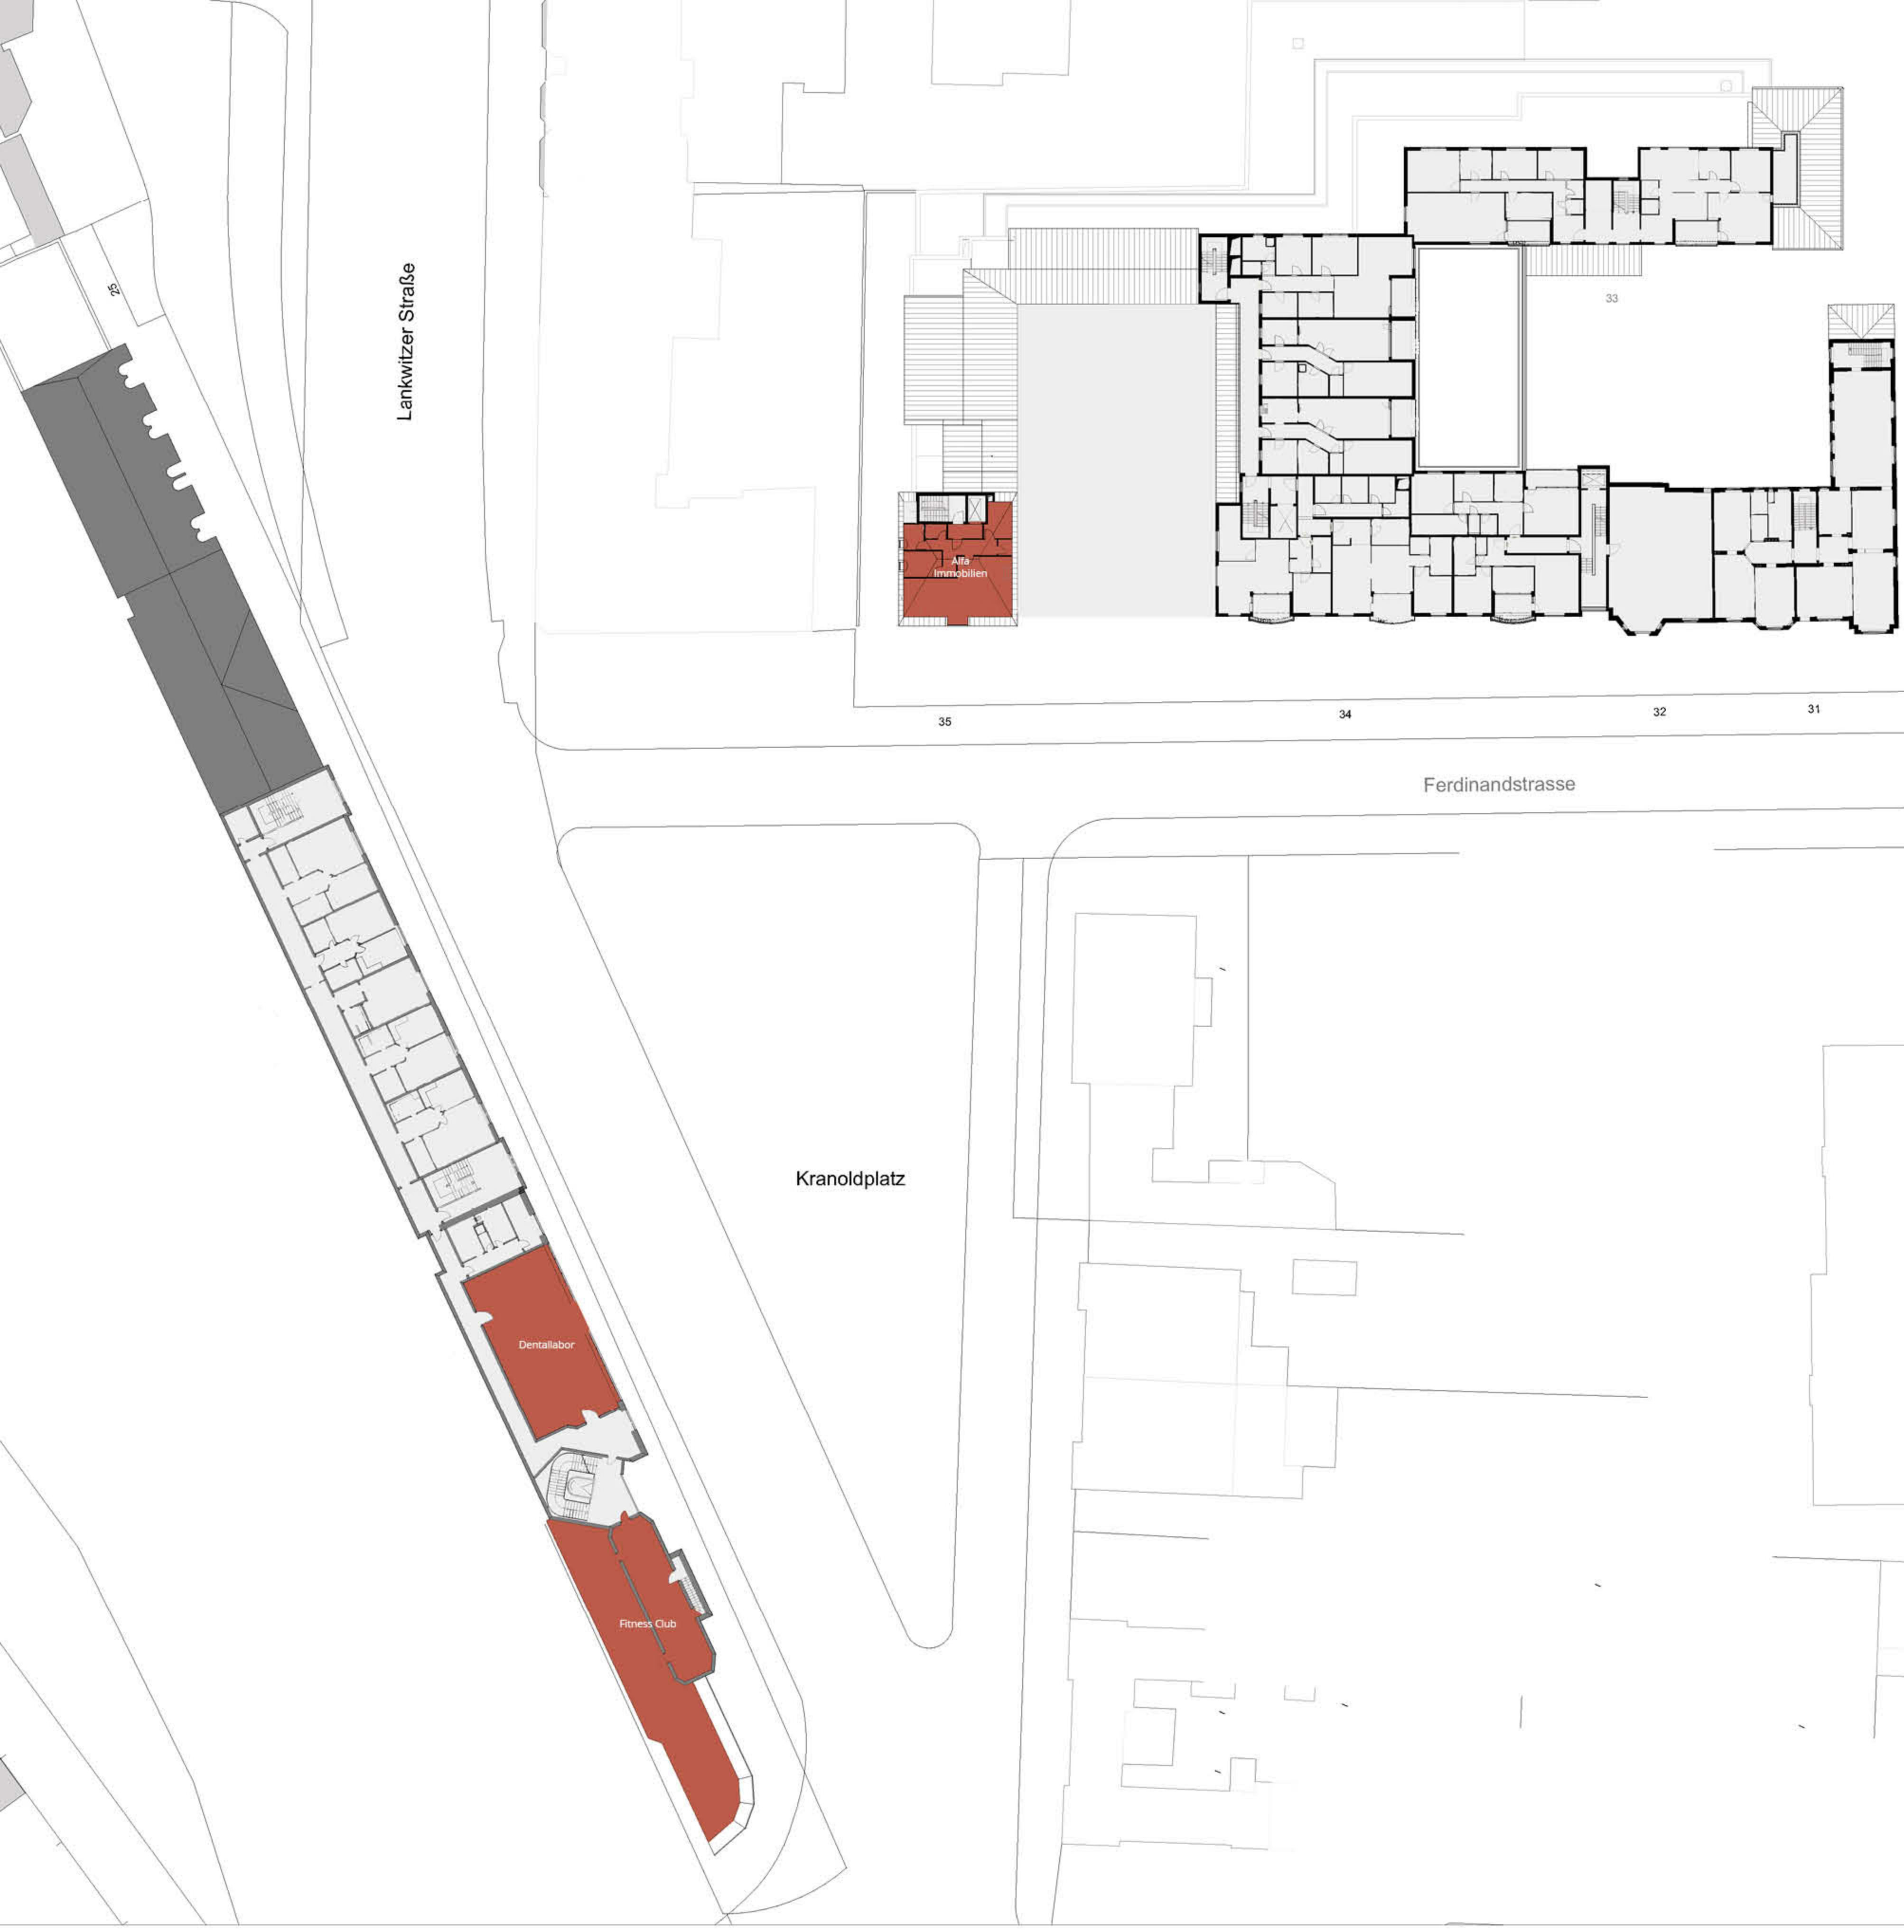 25
Lankwitzer Straße
33
Alfa
Immobilien
35
34
32
31
Ferdinandstrasse
Kranoldplatz
Dentallabor
Fitness Club